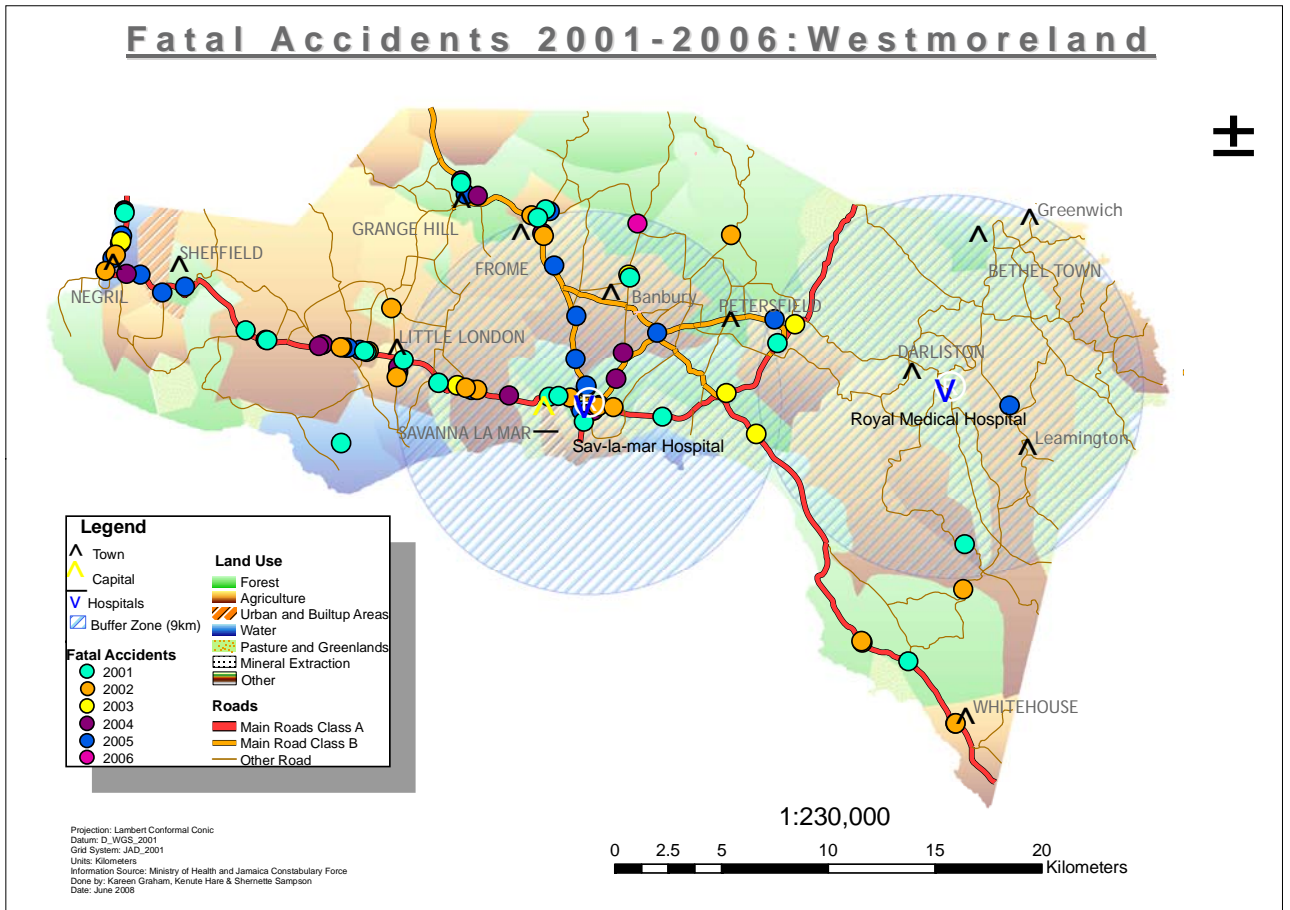 Fatal Accidents 2001-2006:Westmoreland
Greenwich
GRANGE HILL
SHEFFIELD
BETHEL TOWN
FROME
NEGRIL
Banbury
PETERSFIELD
LITTLE LONDON
DARLISTON
Royal Medical Hospital
SAVANNA LA MAR
Sav-la-mar Hospital
Leamington
WHITEHOUSE
Legend
Town
Capital
Hospitals
Buffer Zone (9km)
Fatal Accidents
2001
2002
2003
2004
2005
2006
Land Use
Forest
Agriculture
Urban and Builtup Areas
Water
Pasture and Greenlands
Mineral Extraction
Other
Roads
Main Roads Class A
Main Road Class B
Other Road
1:230,000
0 2.5 5 10 15 20
Kilometers
Projection: Lambert Conformal Conic
Datum: D_WGS_2001
Grid System: JAD_2001
Units: Kilometers
Information Source: Ministry of Health and Jamaica Constabulary Force
Done by: Kareen Graham, Kenute Hare & Shernette Sampson
Date: June 2008